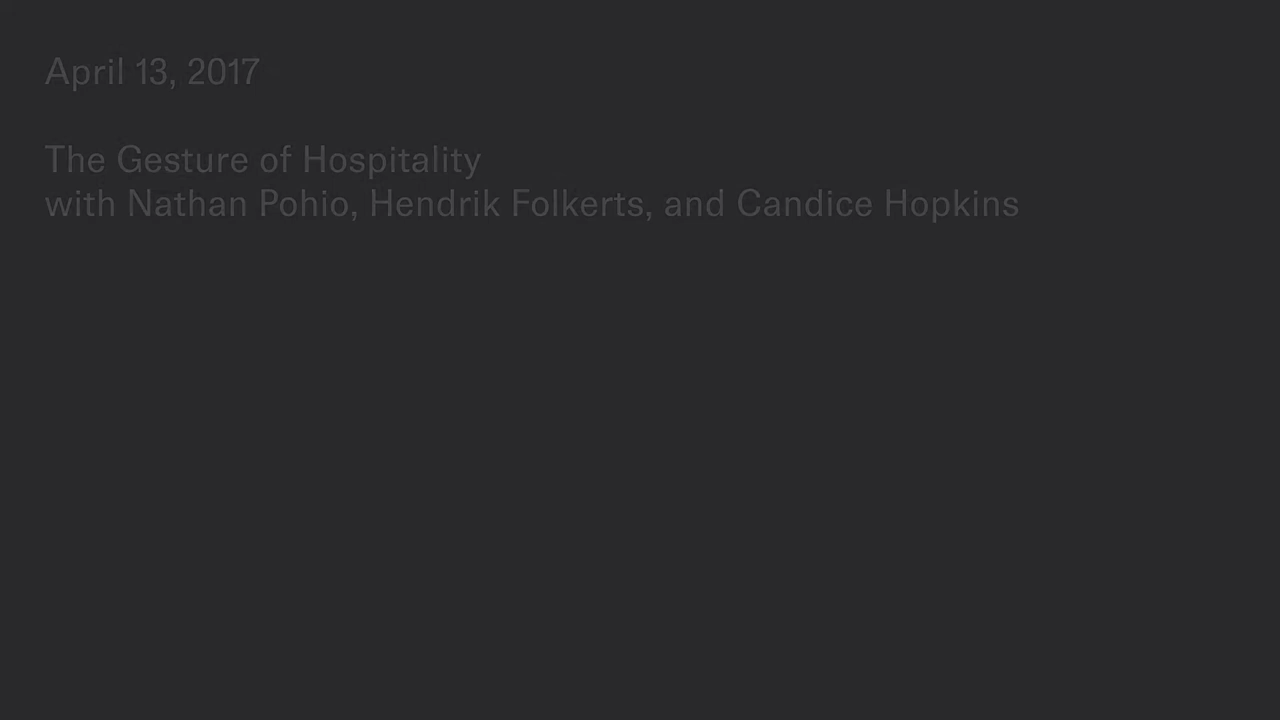 April 13, 2017
The Gesture of Hospitality
with Nathan Pohio, Hendrik Folkerts, and Candice Hopkins